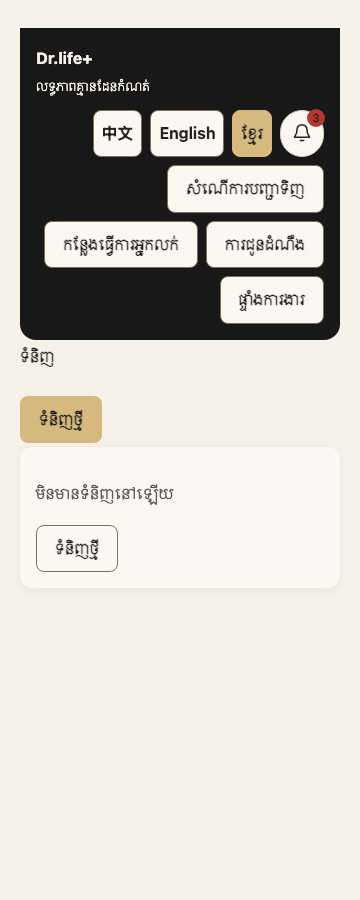 Dr.life+
លទ្ធភាពគ្មានដែនកំណត់
中文
English
ខ្មែរ
3
សំណើការបញ្ជាទិញ
កន្លែងធ្វើការអ្នកលក់
ការជូនដំណឹង
ផ្ទាំងការងារ
ទំនិញ
ទំនិញថ្មី
មិនមានទំនិញនៅឡើយ
ទំនិញថ្មី